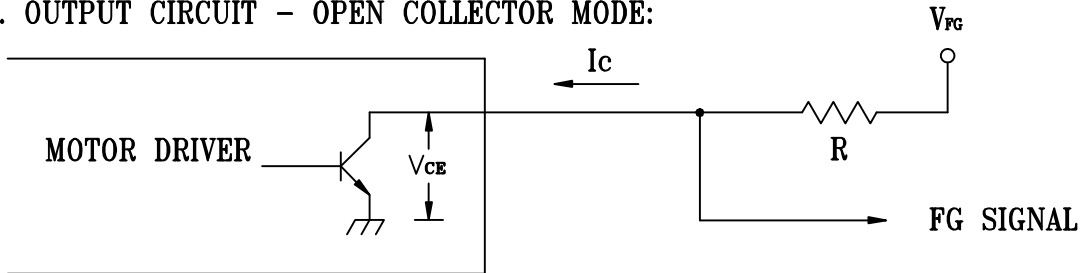 . OUTPUT CIRCUIT - OPEN COLLECTOR MODE:
VFG
Ic
MOTOR DRIVER
VCE
R
FG SIGNAL